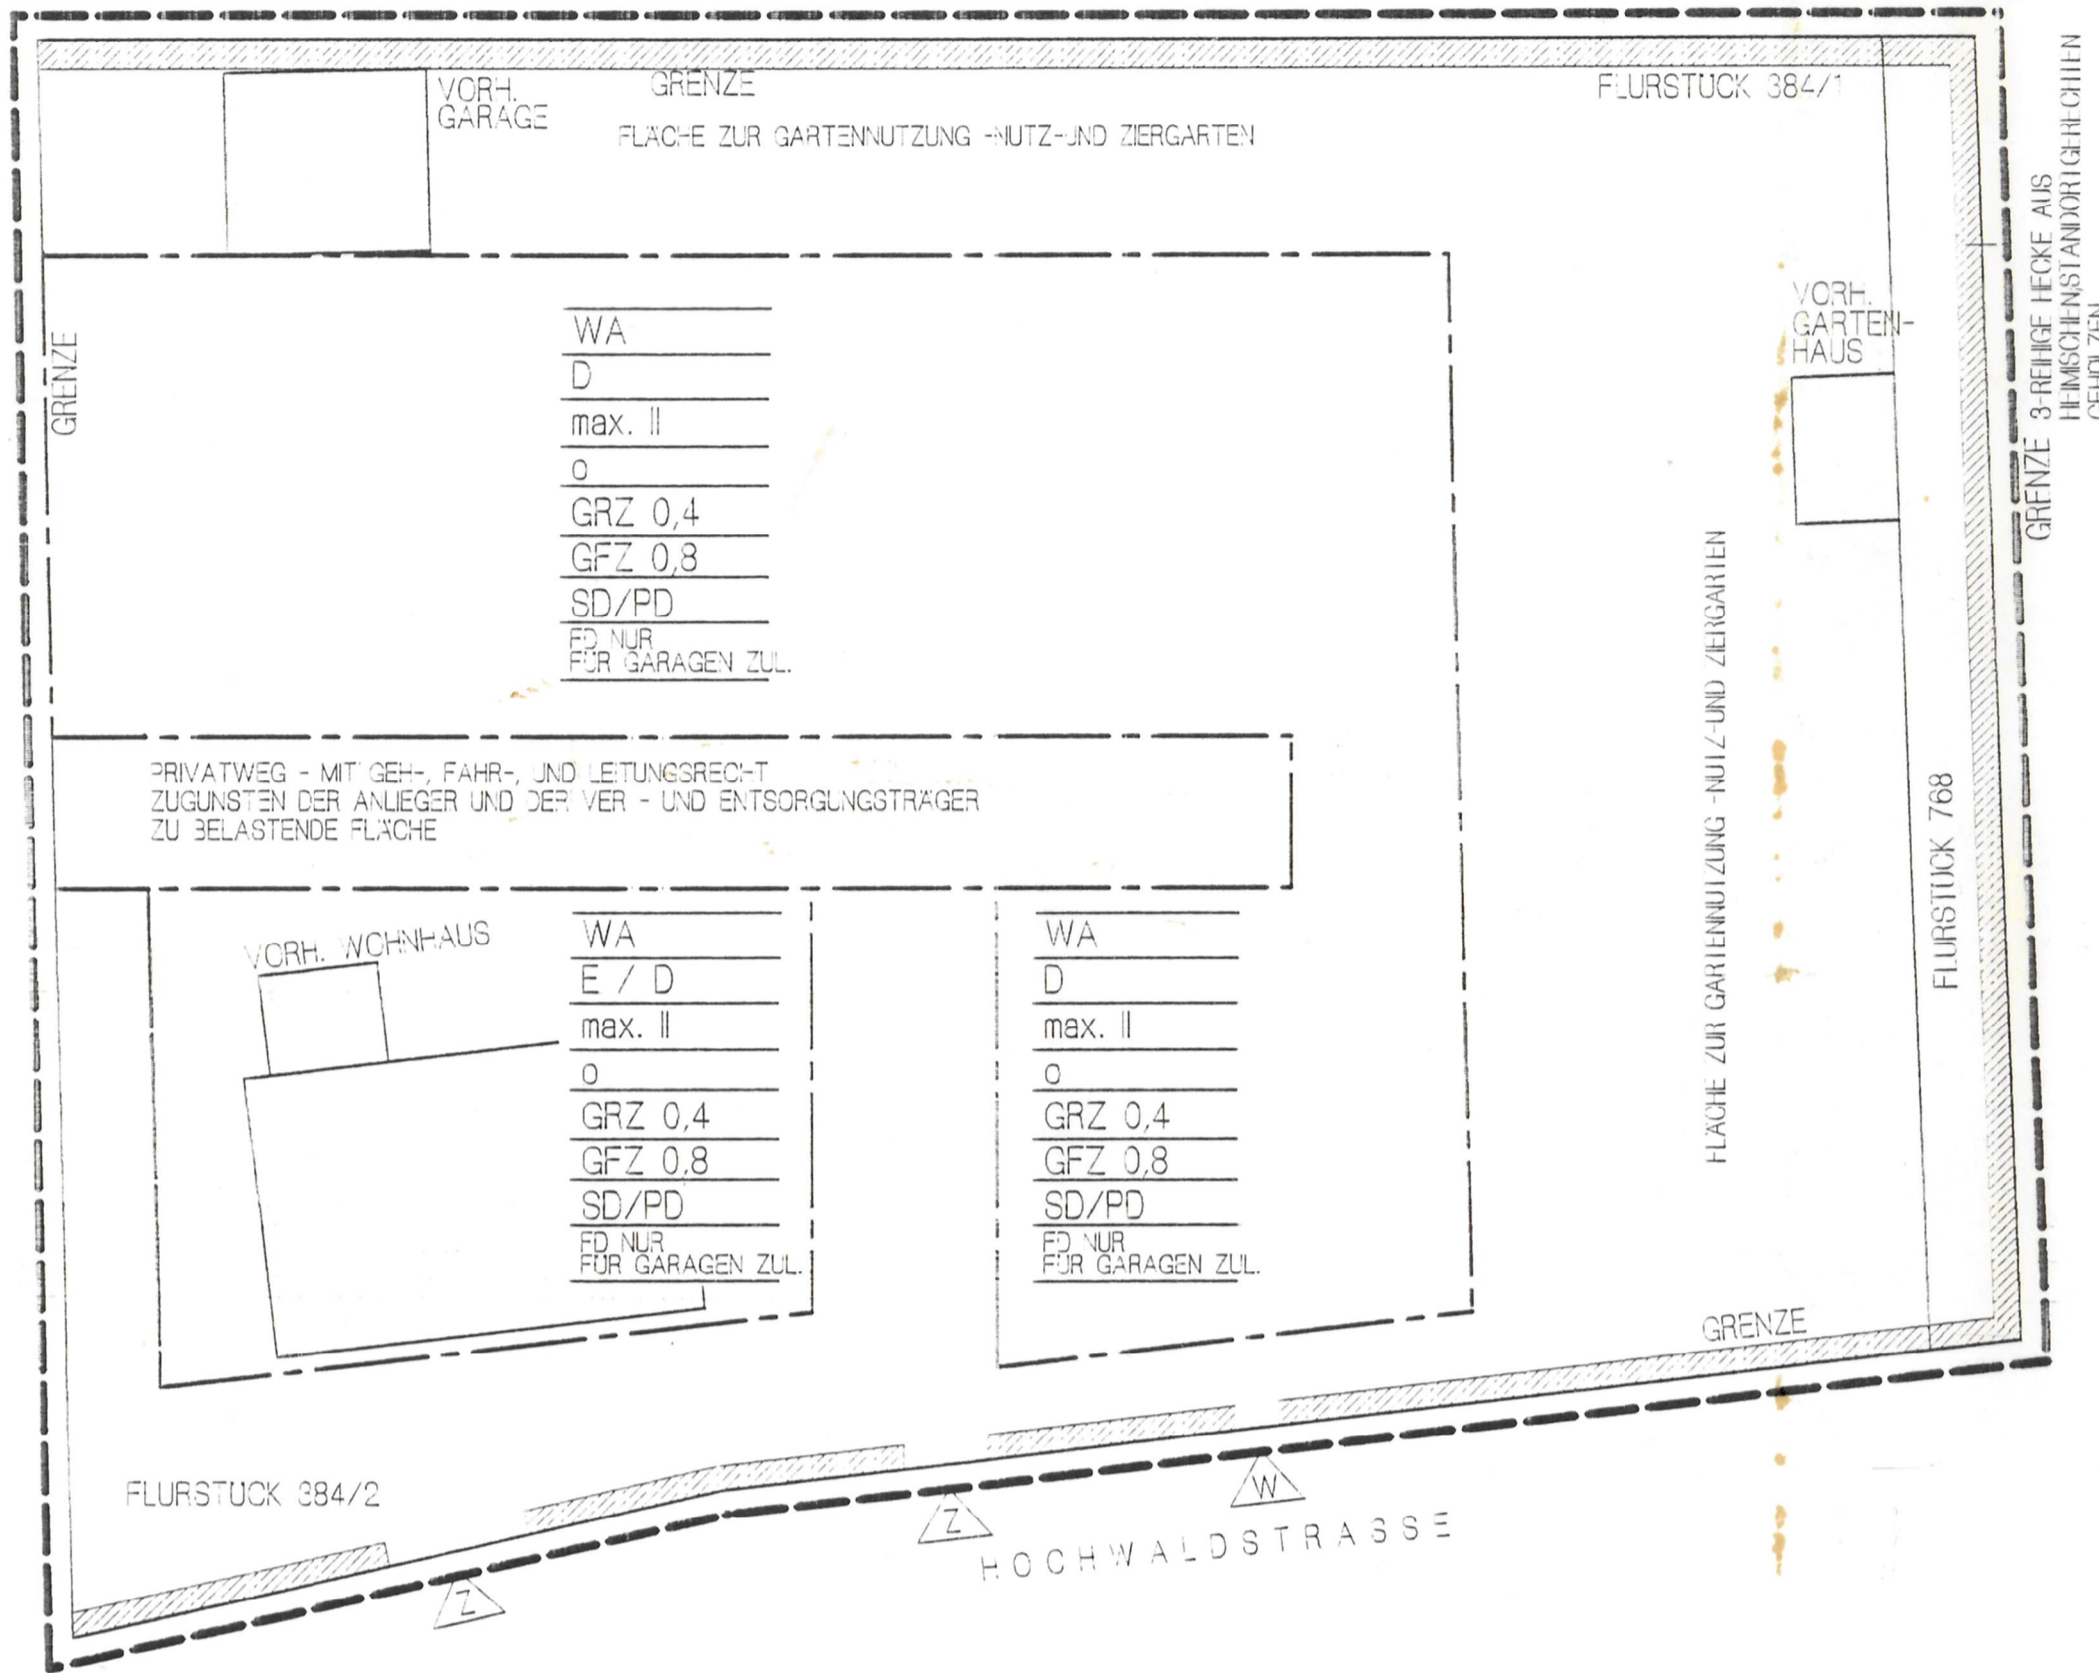 VORH.
GARAGE
GRENZE
FLÄCHE ZUR GARTENNUTZUNG -NUTZ-UND ZIERGARTEN
FLURSTÜCK 384/1
GRENZE
WA
D
max. II
o
GRZ 0,4
GFZ 0,8
SD/PD
FD NUR
FÜR GARAGEN ZUL.
VORH.
GARTEN-
HAUS
GRENZE
3-REIHIGE HECKE AUS
HEIMISCHEN,STANDORTGERECHTEN
GEHÖLZEN
FLÄCHE ZUR GARTENNUTZUNG -NUTZ-UND ZIERGARTEN
FLURSTÜCK 768
PRIVATWEG - MIT GEH-, FAHR-, UND LEITUNGSRECHT
ZUGUNSTEN DER ANLIEGER UND DER VER - UND ENTSORGUNGSTRÄGER
ZU BELASTENDE FLÄCHE
VORH. WOHNHAUS
WA
E / D
max. II
o
GRZ 0,4
GFZ 0,8
SD/PD
FD NUR
FÜR GARAGEN ZUL.
WA
D
max. II
o
GRZ 0,4
GFZ 0,8
SD/PD
FD NUR
FÜR GARAGEN ZUL.
GRENZE
FLURSTÜCK 384/2
Z
Z
W
HOCHWALDSTRASSE